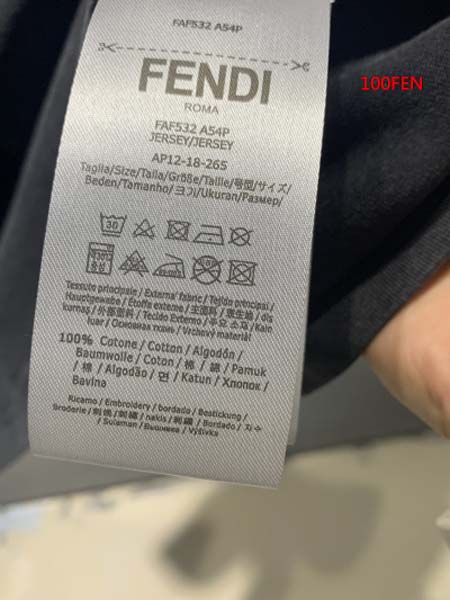 FAF532 A54P
FENDI
ROMA
100FEN
FAF532 A54P
JERSEY/JERSEY
AP12-18-265
Taglia/Size/Talla/Größe/Taille/号型/サイズ/
Beden/Tamanho/크기/Ukuran/Размер/
30
Tessuto principale / External fabric / Tejido principal /
Hauptgewebe / Étoffe externe / 主面料 / 表生地 / dış
kumaş / 外部面料 / Tecido Externo / 주요 소재 / Kain
luar / Основная ткань / Vrchový materiál
100% Cotone / Cotton / Algodón /
Baumwolle / Coton / 棉 / 綿 / Pamuk
/ 棉 / Algodão / 면 / Katun / Хлопок /
Bavlna
Ricamo / Embroidery / bordado / Bestickung /
Broderie / 刺绣 / 刺繍 / nakis / 刺繡 / Bordado / 자수
/ Sulaman / Вышивка / Výšivka